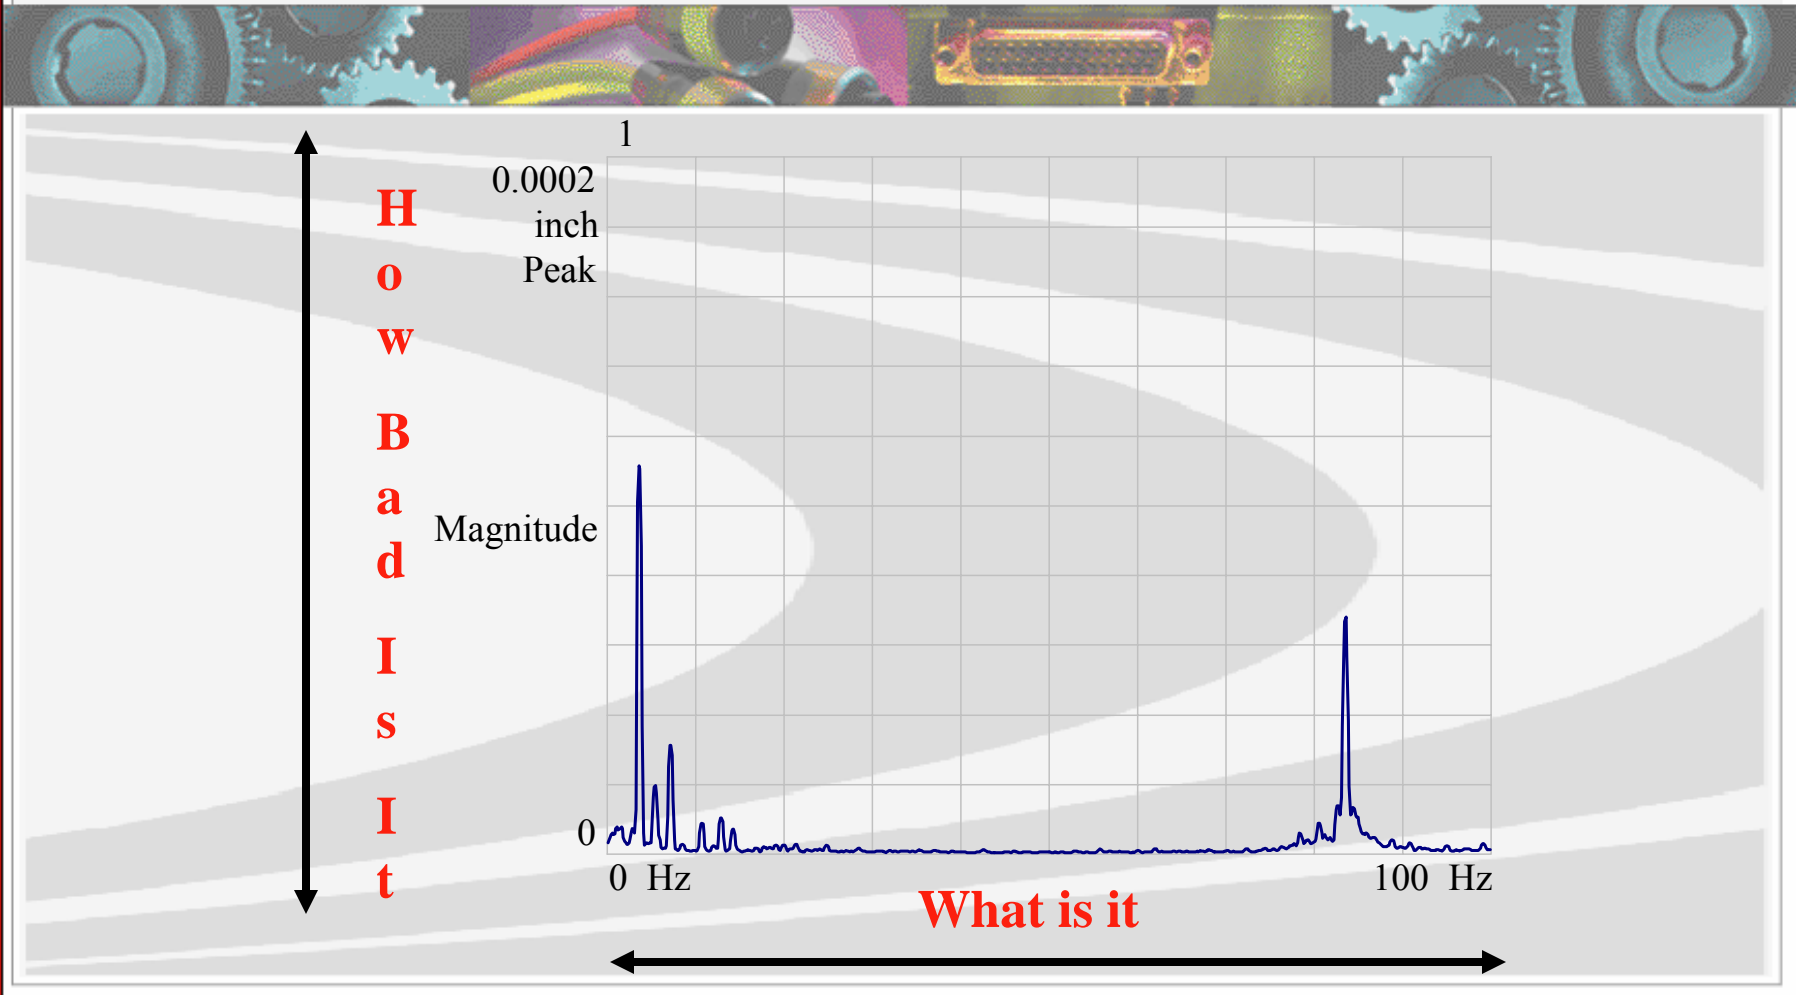 1
0.0002
inch
Peak
Magnitude
0
0 Hz
100 Hz
H
o
w
B
a
d
I
s
I
t
What is it